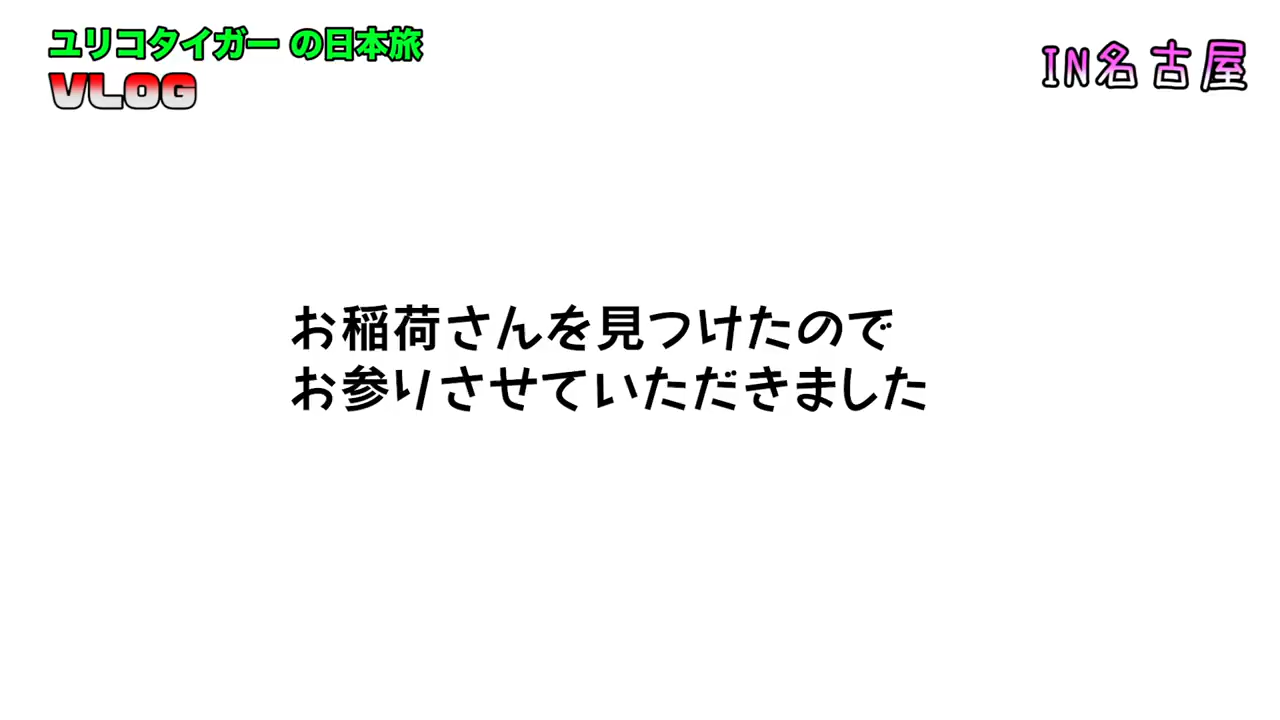 ユリコタイガー の日本旅
VLOG
IN名古屋
お稲荷さんを見つけたので
お参りさせていただきました